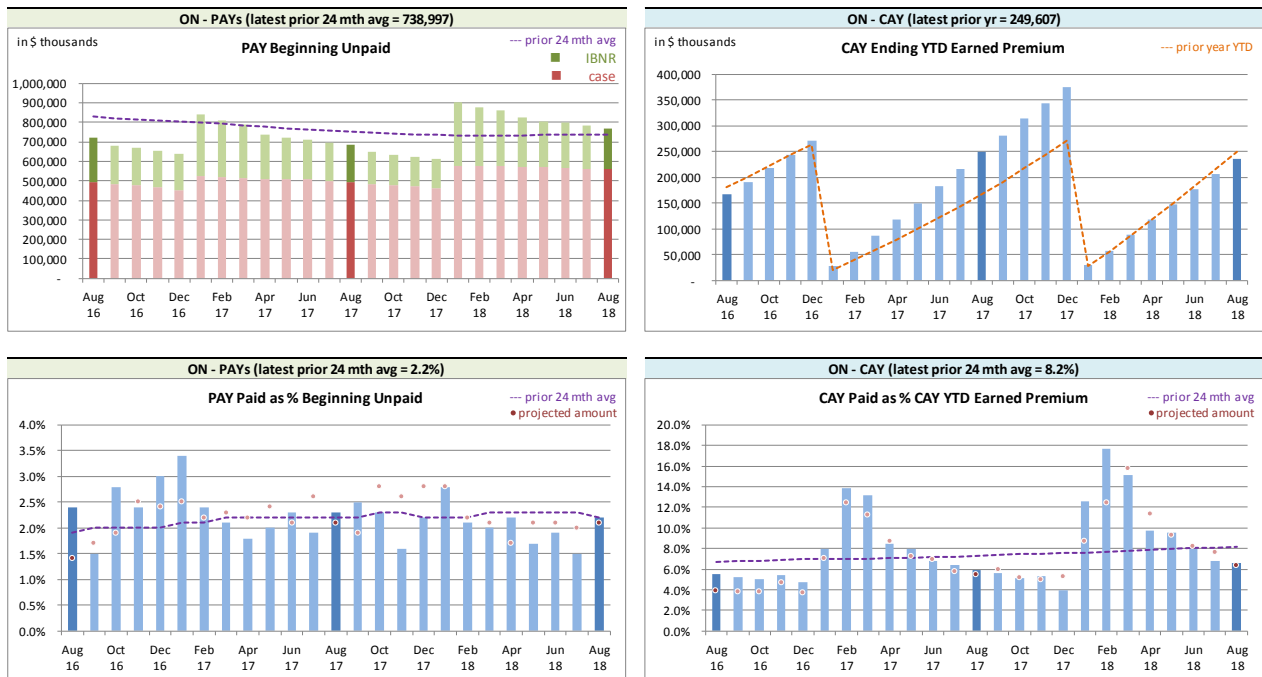 ON - PAYs (latest prior 24 mth avg = 738,997)
in $ thousands
PAY Beginning Unpaid
--- prior 24 mth avg
IBNR
case
1,000,000
900,000
800,000
700,000
600,000
500,000
400,000
300,000
200,000
100,000
-
Aug Oct Dec Feb Apr Jun Aug Oct Dec Feb Apr Jun Aug
16 16 16 17 17 17 17 17 17 18 18 18 18
ON - CAY (latest prior yr = 249,607)
in $ thousands
CAY Ending YTD Earned Premium
--- prior year YTD
400,000
350,000
300,000
250,000
200,000
150,000
100,000
50,000
-
Aug Oct Dec Feb Apr Jun Aug Oct Dec Feb Apr Jun Aug
16 16 16 17 17 17 17 17 17 18 18 18 18
ON - PAYs (latest prior 24 mth avg = 2.2%)
PAY Paid as % Beginning Unpaid
--- prior 24 mth avg
projected amount
4.0%
3.5%
3.0%
2.5%
2.0%
1.5%
1.0%
0.5%
0.0%
Aug Oct Dec Feb Apr Jun Aug Oct Dec Feb Apr Jun Aug
16 16 16 17 17 17 17 17 17 18 18 18 18
ON - CAY (latest prior 24 mth avg = 8.2%)
CAY Paid as % CAY YTD Earned Premium
--- prior 24 mth avg
projected amount
20.0%
18.0%
16.0%
14.0%
12.0%
10.0%
8.0%
6.0%
4.0%
2.0%
0.0%
Aug Oct Dec Feb Apr Jun Aug Oct Dec Feb Apr Jun Aug
16 16 16 17 17 17 17 17 17 18 18 18 18